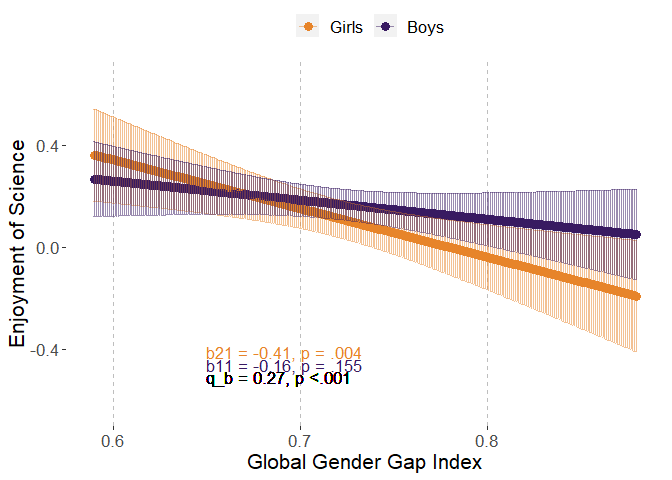 Girls Boys
0.4
0.0
-0.4
Enjoyment of Science
b21 = -0.41, p = .004
b11 = -0.16, p = .155
q_b = 0.27, p <.001
0.6 0.7 0.8
Global Gender Gap Index